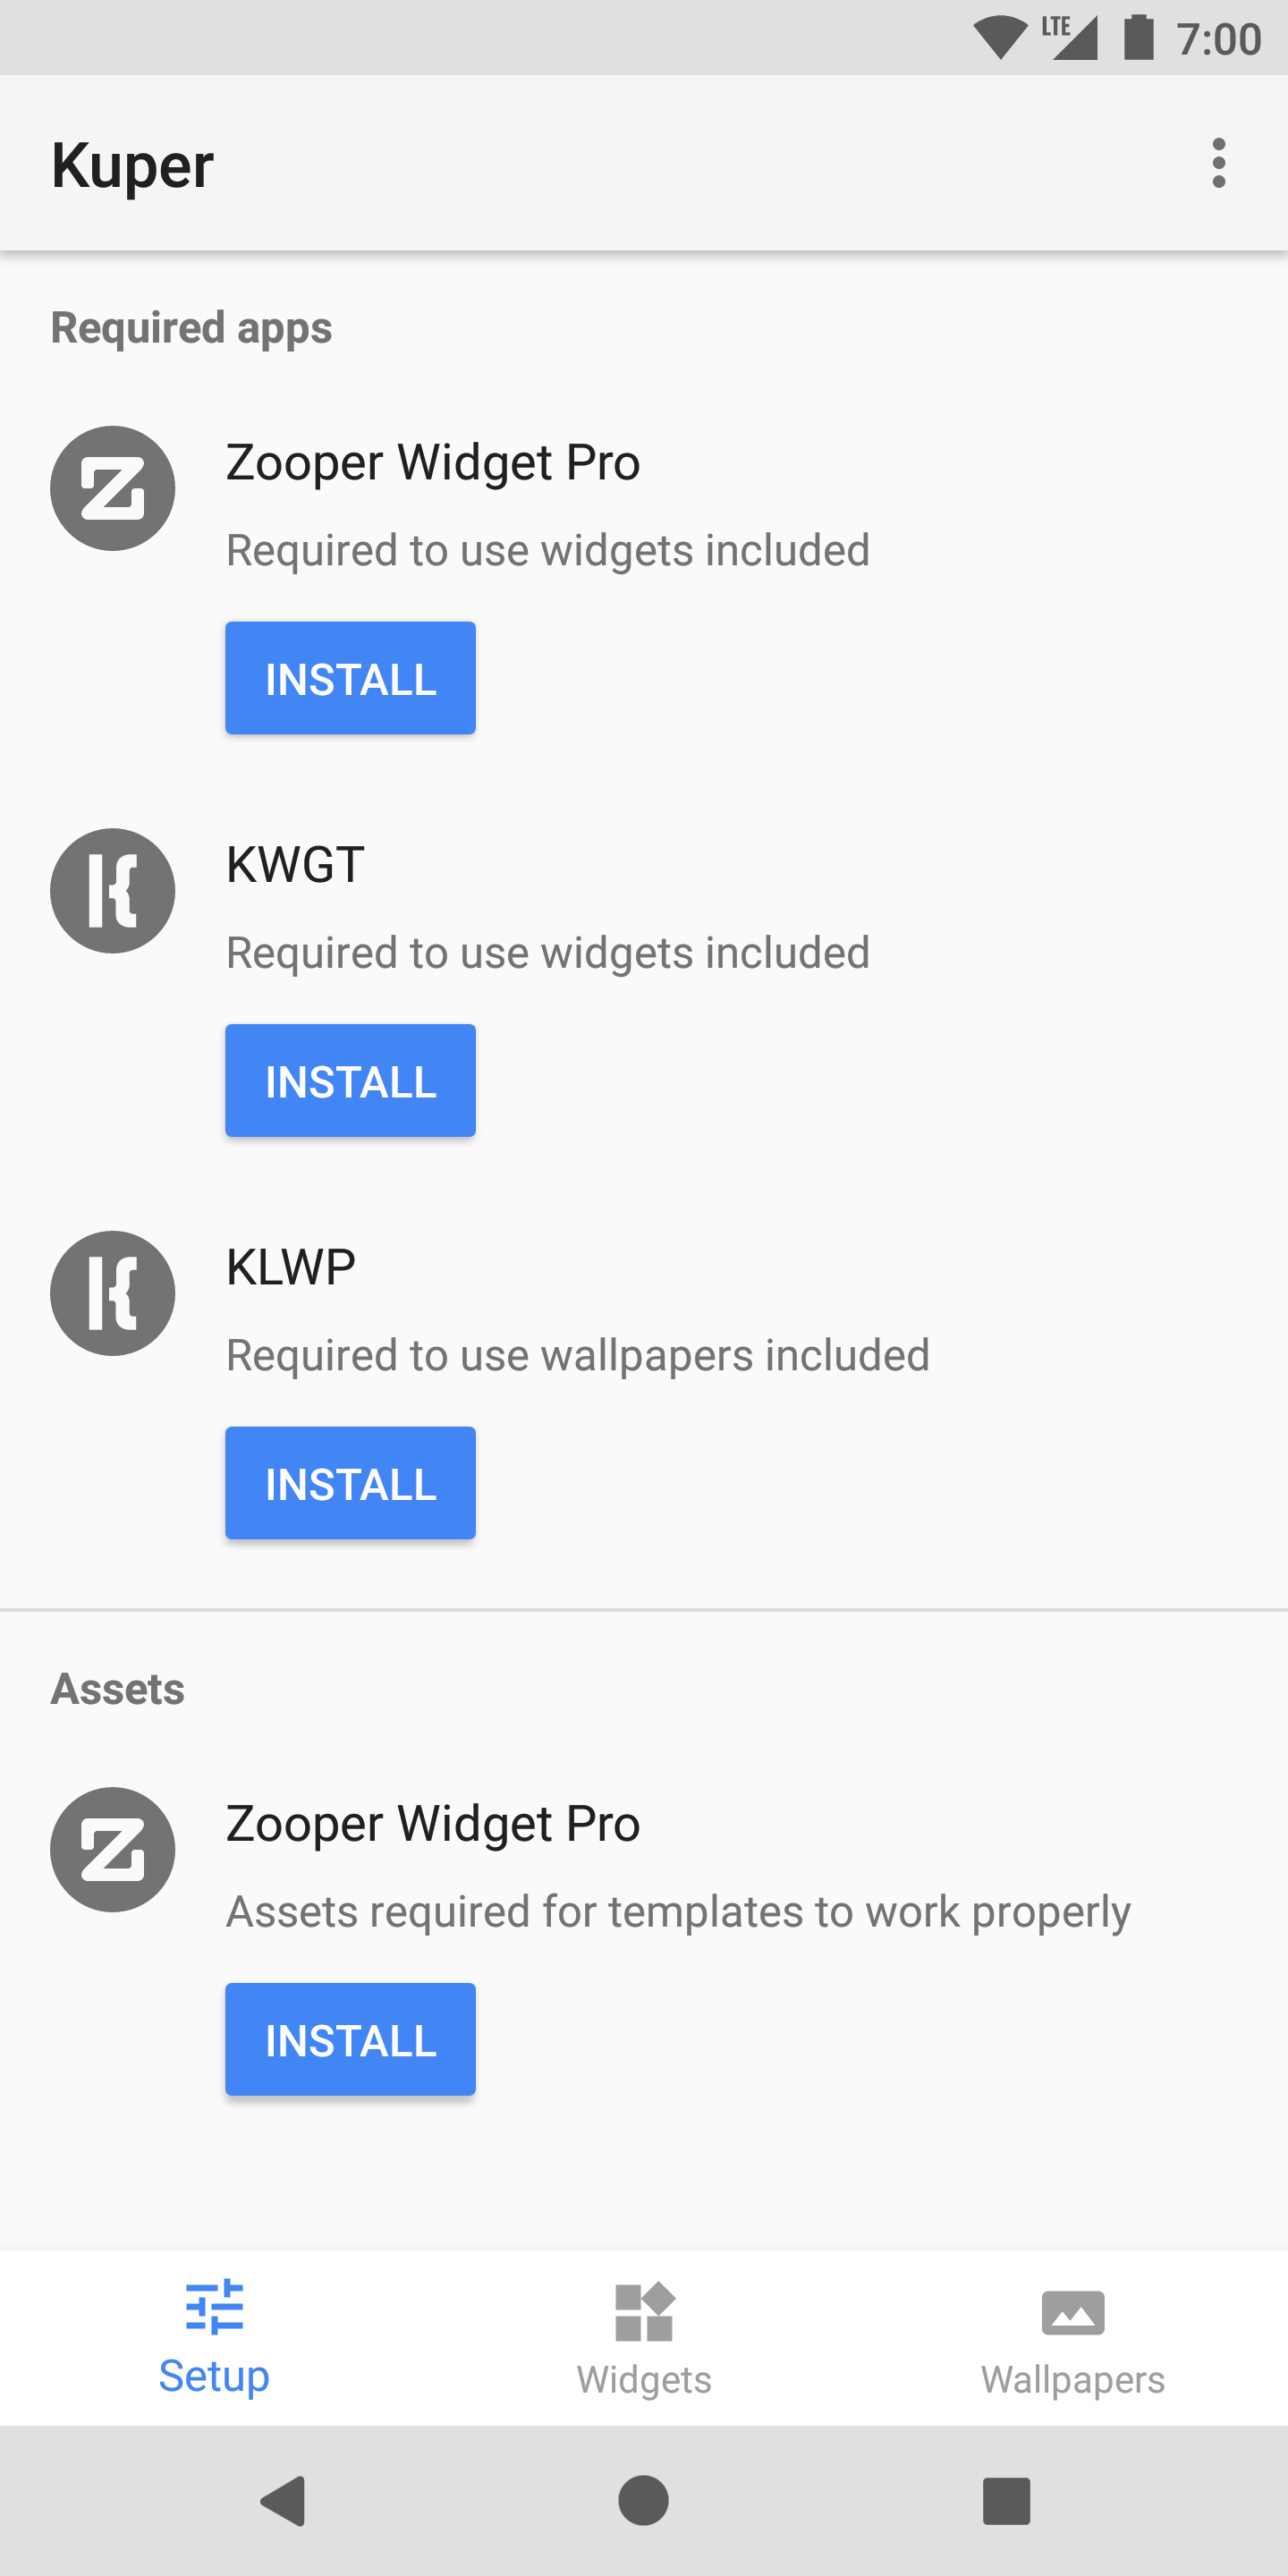 LTE 7:00
Kuper
Required apps
Zooper Widget Pro
Required to use widgets included
INSTALL
KWGT
Required to use widgets included
INSTALL
KLWP
Required to use wallpapers included
INSTALL
Assets
Zooper Widget Pro
Assets required for templates to work properly
INSTALL
Setup
Widgets
Wallpapers